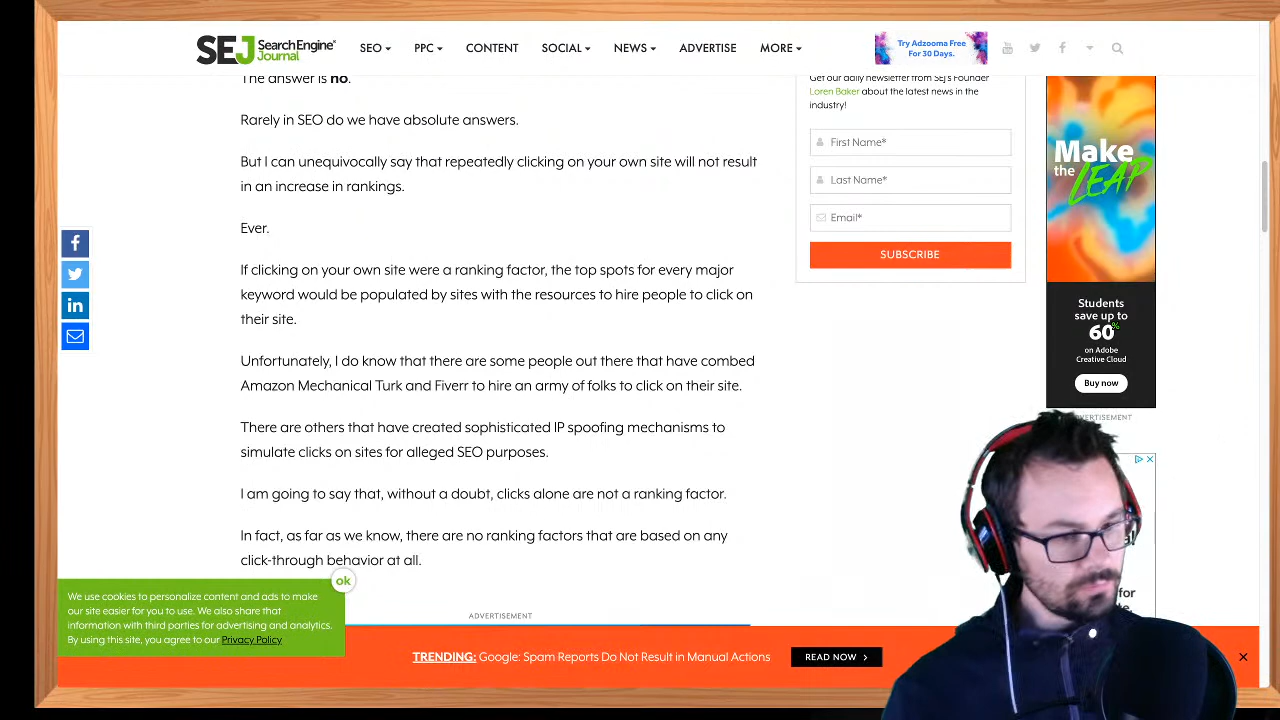 SEJ Search Engine Journal
SEO
PPC
CONTENT
SOCIAL
NEWS
ADVERTISE
MORE
Try Adzooma Free
For 30 Days.
The answer is no.
Rarely in SEO do we have absolute answers.
But I can unequivocally say that repeatedly clicking on your own site will not result
in an increase in rankings.
Ever.
If clicking on your own site were a ranking factor, the top spots for every major
keyword would be populated by sites with the resources to hire people to click on
their site.
Unfortunately, I do know that there are some people out there that have combed
Amazon Mechanical Turk and Fiverr to hire an army of folks to click on their site.
There are others that have created sophisticated IP spoofing mechanisms to
simulate clicks on sites for alleged SEO purposes.
I am going to say that, without a doubt, clicks alone are not a ranking factor.
In fact, as far as we know, there are no ranking factors that are based on any
click-through behavior at all.
ADVERTISEMENT
Get our daily newsletter from SEJ's Founder
Loren Baker about the latest news in the
industry!
First Name*
Last Name*
Email*
SUBSCRIBE
Make
the LEAP
Students
save up to
60%
on Adobe
Creative Cloud
Buy now
ADVERTISEMENT
for
ok
We use cookies to personalize content and ads to make
our site easier for you to use. We also share that
information with third parties for advertising and analytics.
By using this site, you agree to our Privacy Policy
TRENDING: Google: Spam Reports Do Not Result in Manual Actions
READ NOW